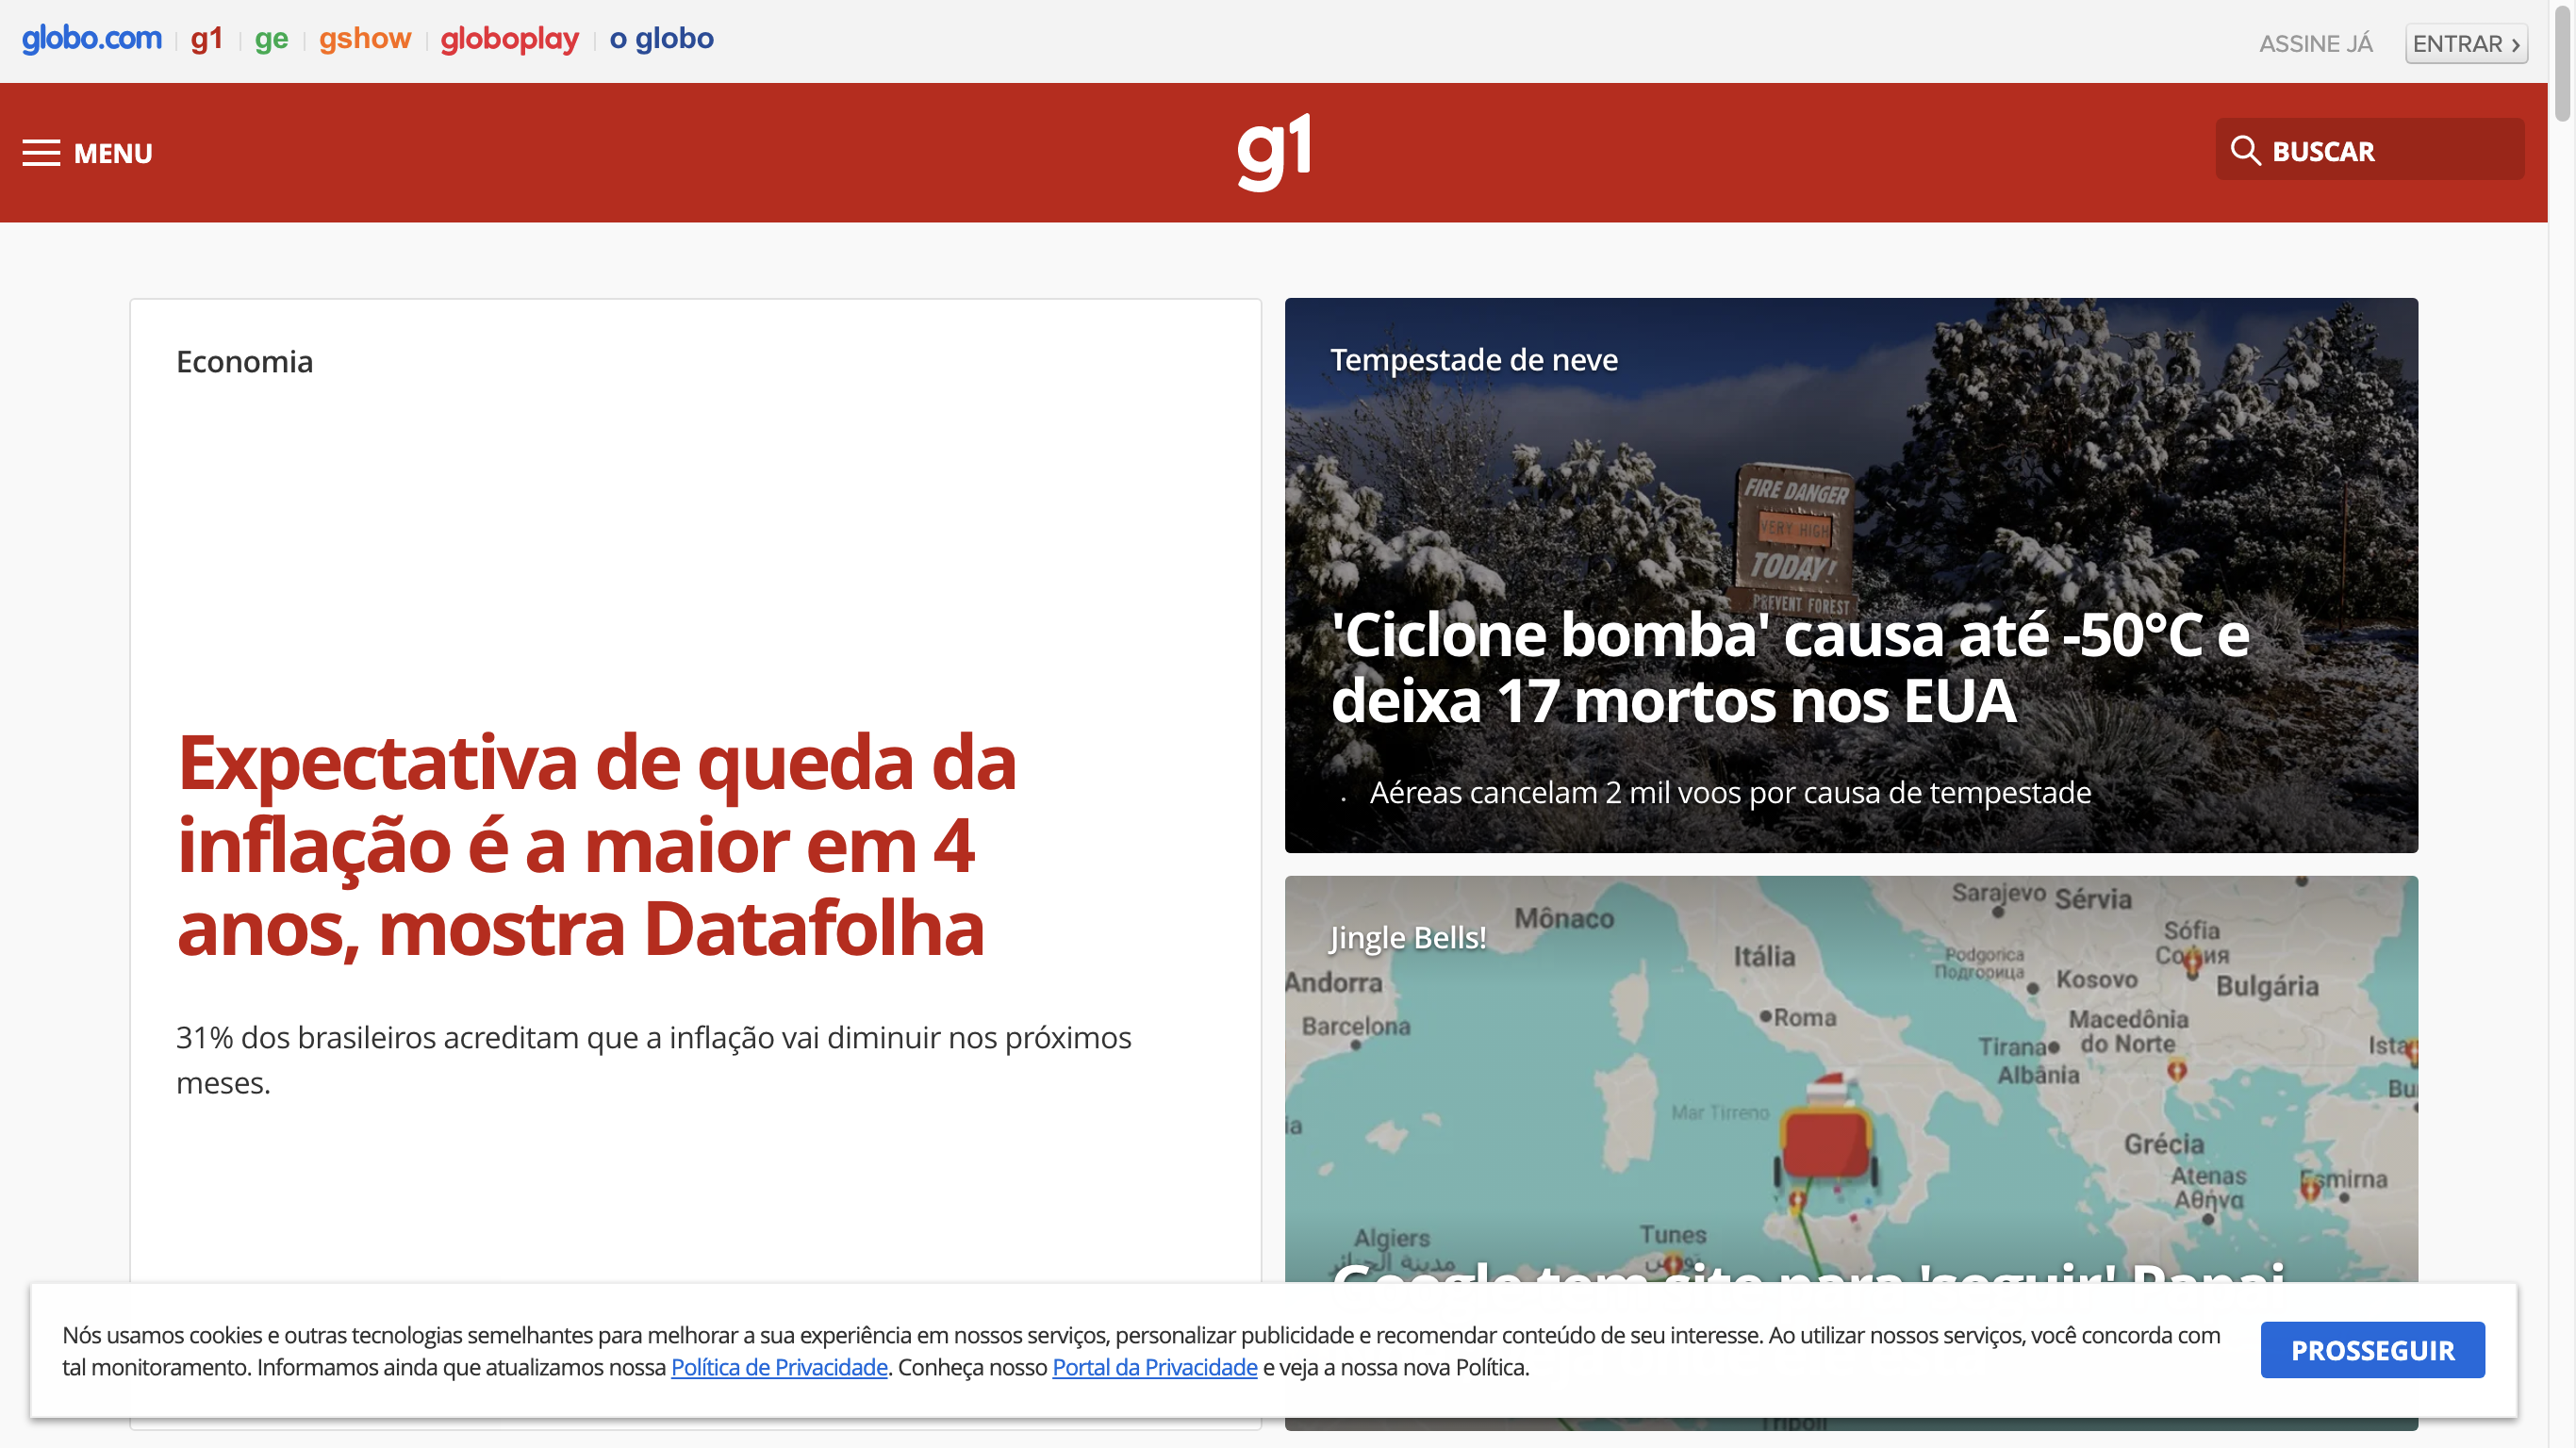 globo.com g1 ge gshow globoplay o globo
ASSINE JÁ ENTRAR ›
MENU
g1
BUSCAR
Economia
Expectativa de queda da
inflação é a maior em 4
anos, mostra Datafolha
31% dos brasileiros acreditam que a inflação vai diminuir nos próximos
meses.
Tempestade de neve
FIRE DANGER
VERY HIGH
TODAY!
PREVENT FOREST
'Ciclone bomba' causa até -50°C e
deixa 17 mortos nos EUA
Aéreas cancelam 2 mil voos por causa de tempestade
Jingle Bells!
Mônaco
Sarajevo
Sérvia
Sófia
София
Itália
Podgorica
Подгорица
Kosovo
Bulgária
Andorra
Barcelona
Roma
Macedônia
do Norte
Tirana
Albânia
Ista
Bu
Mar Tirreno
ia
Grécia
Atenas
Αθήνα
Esmirna
Algiers
مدينة الجزائر
Tunes
تونس
Google tem site para 'seguir' Papai
Nós usamos cookies e outras tecnologias semelhantes para melhorar a sua experiência em nossos serviços, personalizar publicidade e recomendar conteúdo de seu interesse. Ao utilizar nossos serviços, você concorda com
tal monitoramento. Informamos ainda que atualizamos nossa Política de Privacidade. Conheça nosso Portal da Privacidade e veja a nossa nova Política.
PROSSEGUIR
Tripoli